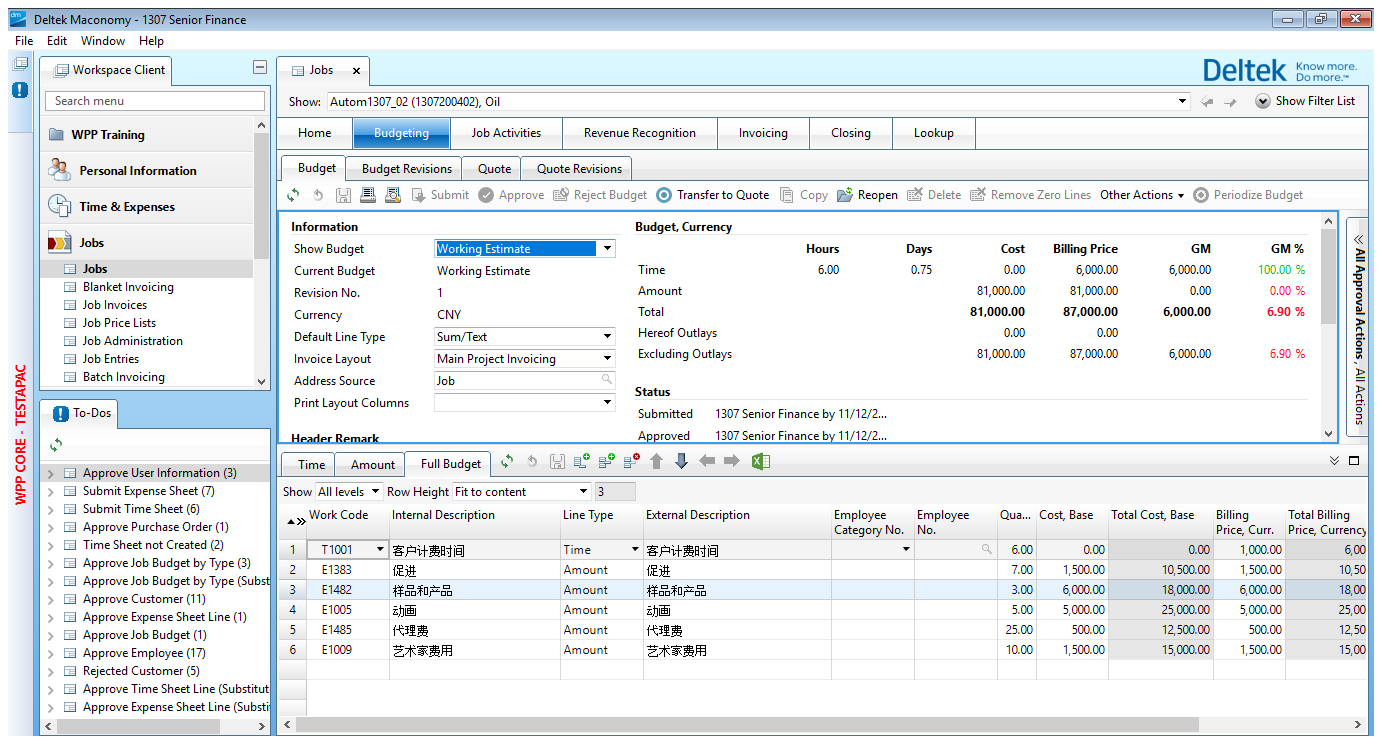 Deltek Maconomy - 1307 Senior Finance
File Edit Window Help
Workspace Client
Search menu
WPP Training
Personal Information
Time & Expenses
Jobs
Jobs
Blanket Invoicing
Job Invoices
Job Price Lists
Job Administration
Job Entries
Batch Invoicing
WPP CORE - TESTAPAC
To-Dos
Approve User Information (3)
Submit Expense Sheet (7)
Submit Time Sheet (6)
Approve Purchase Order (1)
Time Sheet not Created (2)
Approve Job Budget by Type (3)
Approve Job Budget by Type (Subst
Approve Customer (11)
Approve Expense Sheet Line (1)
Approve Job Budget (1)
Approve Employee (17)
Rejected Customer (5)
Approve Time Sheet Line (Substitut
Approve Expense Sheet Line (Substi
Jobs
Deltek Know more. Do more.™
Show: Autom1307_02 (1307200402), Oil Show Filter List
Home Budgeting Job Activities Revenue Recognition Invoicing Closing Lookup
Budget Budget Revisions Quote Quote Revisions
Submit Approve Reject Budget Transfer to Quote Copy Reopen Delete Remove Zero Lines Other Actions Periodize Budget
Information
Show Budget Working Estimate
Current Budget Working Estimate
Revision No. 1
Currency CNY
Default Line Type Sum/Text
Invoice Layout Main Project Invoicing
Address Source Job
Print Layout Columns
Header Remark
Budget, Currency
Hours Days Cost Billing Price GM GM %
Time 6.00 0.75 0.00 6,000.00 6,000.00 100.00 %
Amount 81,000.00 81,000.00 0.00 0.00 %
Total 81,000.00 87,000.00 6,000.00 6.90 %
Hereof Outlays 0.00 0.00
Excluding Outlays 81,000.00 87,000.00 6,000.00 6.90 %
Status
Submitted 1307 Senior Finance by 11/12/2...
Approved 1307 Senior Finance by 11/12/2...
All Approval Actions , All Actions
Time Amount Full Budget
Show All levels Row Height Fit to content 3
Work Code Internal Description Line Type External Description Employee Category No. Employee No. Qua... Cost, Base Total Cost, Base Billing Price, Curr. Total Billing Price, Currency
1 T1001 客户计费时间 Time 客户计费时间 6.00 0.00 0.00 1,000.00 6,00
2 E1383 促进 Amount 促进 7.00 1,500.00 10,500.00 1,500.00 10,50
3 E1482 样品和产品 Amount 样品和产品 3.00 6,000.00 18,000.00 6,000.00 18,00
4 E1005 动画 Amount 动画 5.00 5,000.00 25,000.00 5,000.00 25,00
5 E1485 代理费 Amount 代理费 25.00 500.00 12,500.00 500.00 12,50
6 E1009 艺术家费用 Amount 艺术家费用 10.00 1,500.00 15,000.00 1,500.00 15,00